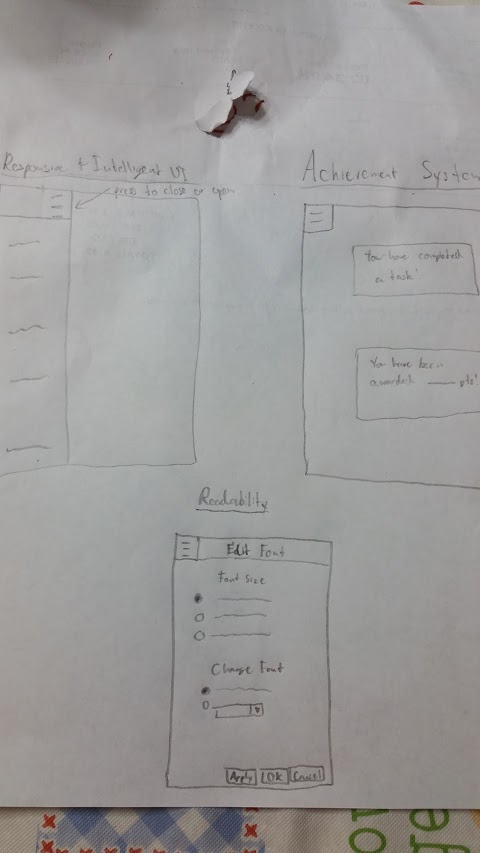 Responsive + Intelligent UI
press to close or open
Achievement System
You have completed
a task!
You have been
awarded ___ pts!
Readability
Edit Font
Font Size
Change Font
Apply OK Cancel